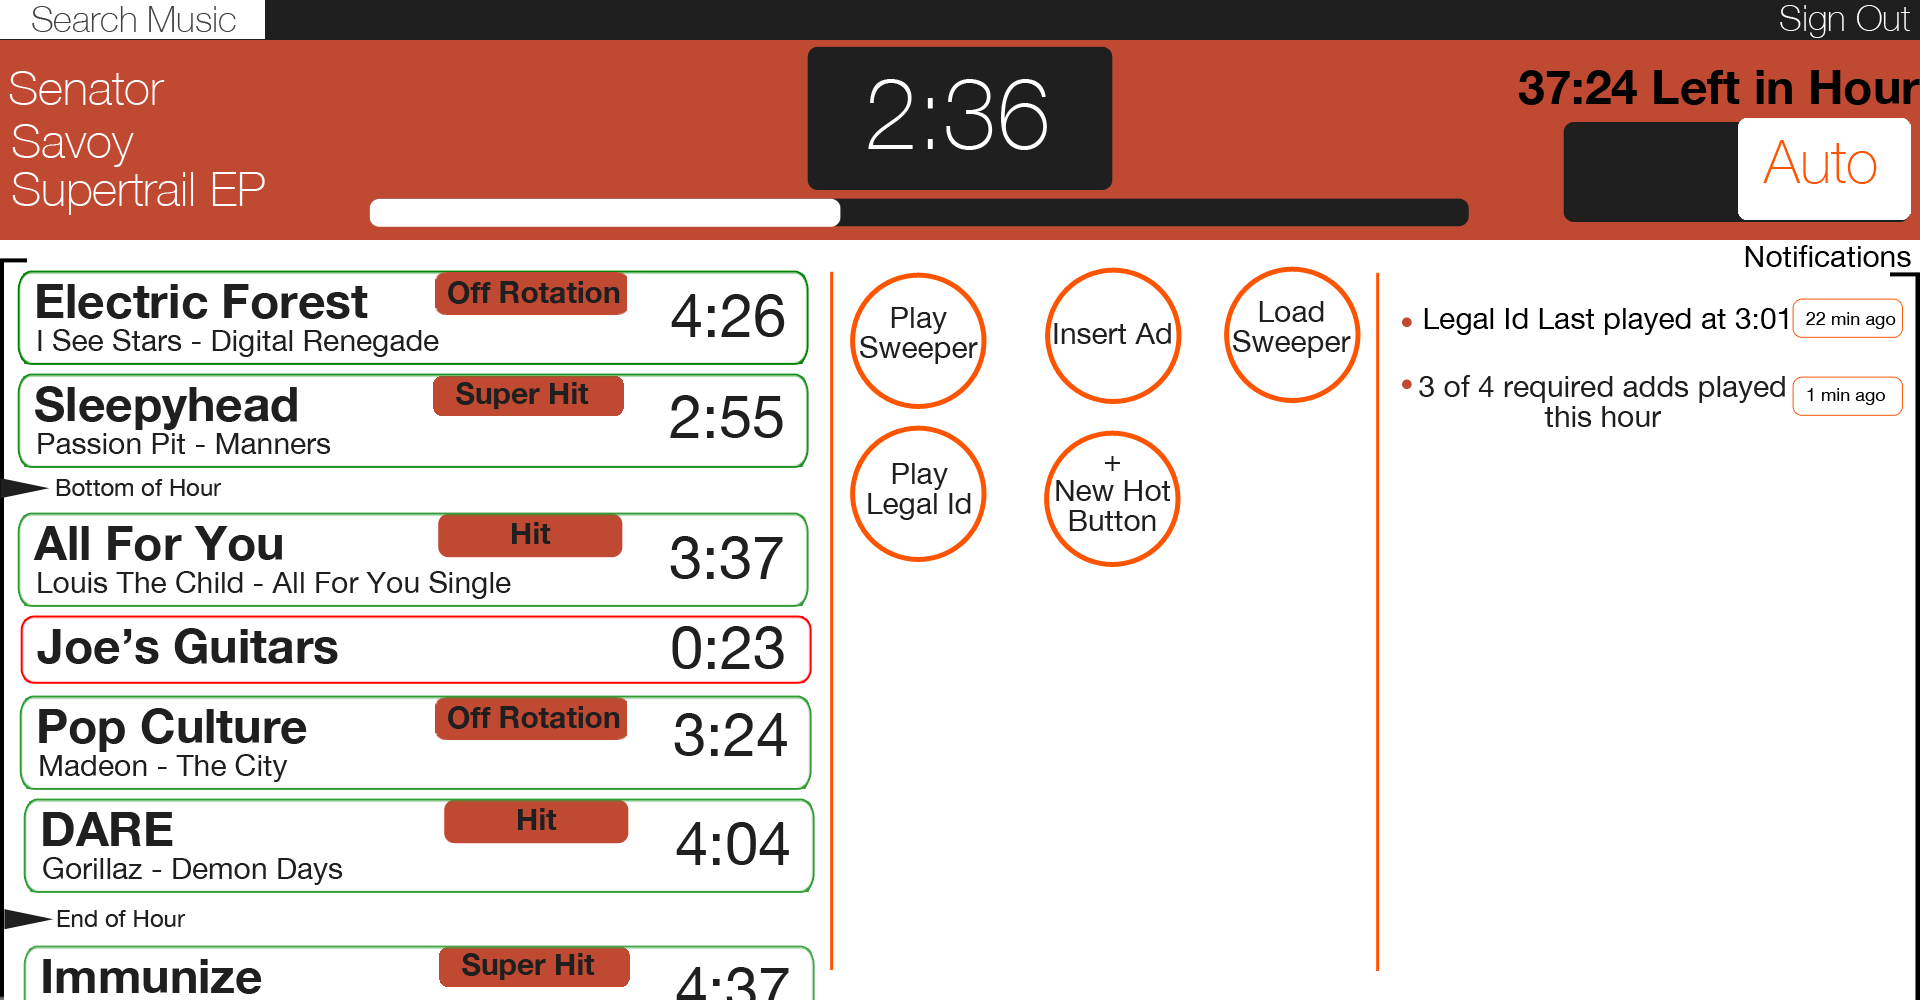 Search Music
Sign Out
Senator
Savoy
Supertrail EP
2:36
37:24 Left in Hour
Auto
Electric Forest
Off Rotation
4:26
I See Stars - Digital Renegade
Sleepyhead
Super Hit
2:55
Passion Pit - Manners
Bottom of Hour
All For You
Hit
3:37
Louis The Child - All For You Single
Joe’s Guitars
0:23
Pop Culture
Off Rotation
3:24
Madeon - The City
DARE
Hit
4:04
Gorillaz - Demon Days
End of Hour
Immunize
Super Hit
4:37
Play
Sweeper
Insert Ad
Load
Sweeper
Play
Legal Id
+
New Hot
Button
Notifications
• Legal Id Last played at 3:01
22 min ago
• 3 of 4 required adds played
this hour
1 min ago